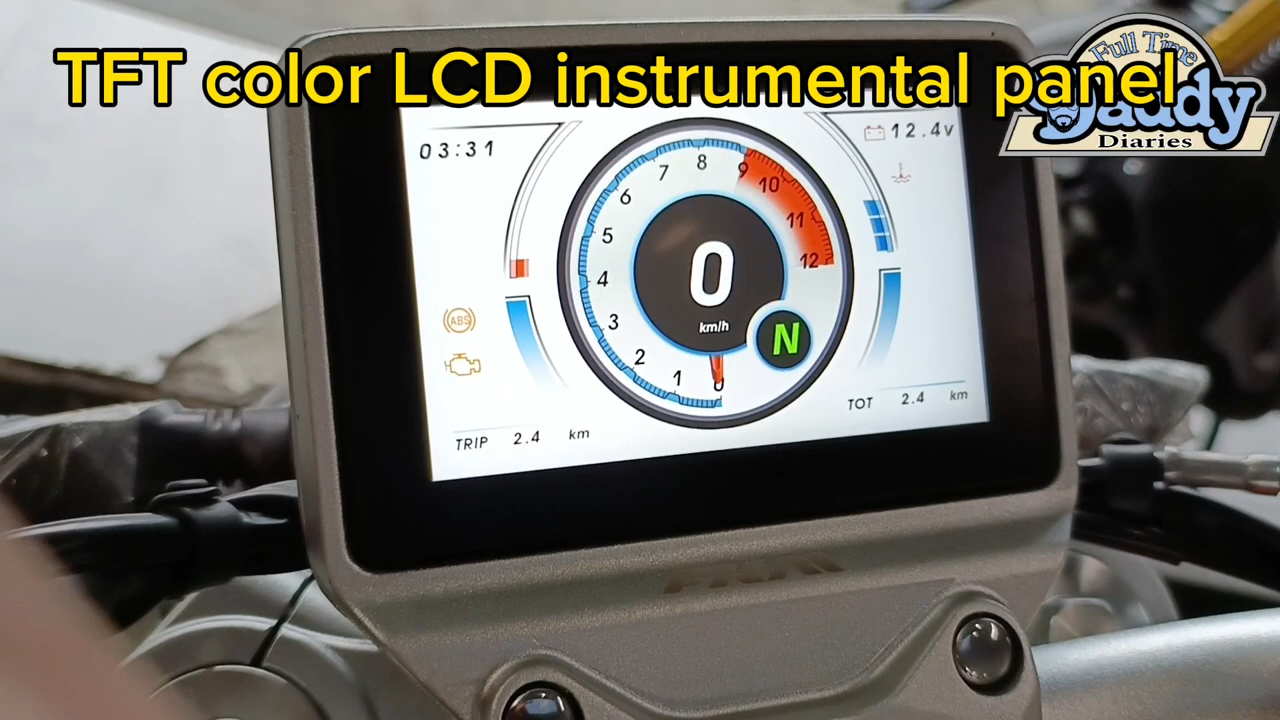 TFT color LCD instrumental panel
Full Time
Daddy
Diaries
03:31
12.4v
8
7
9
6
10
5
11
4
12
0
km/h
N
3
2
1
0
ABS
TRIP 2.4 km
TOT 2.4 km